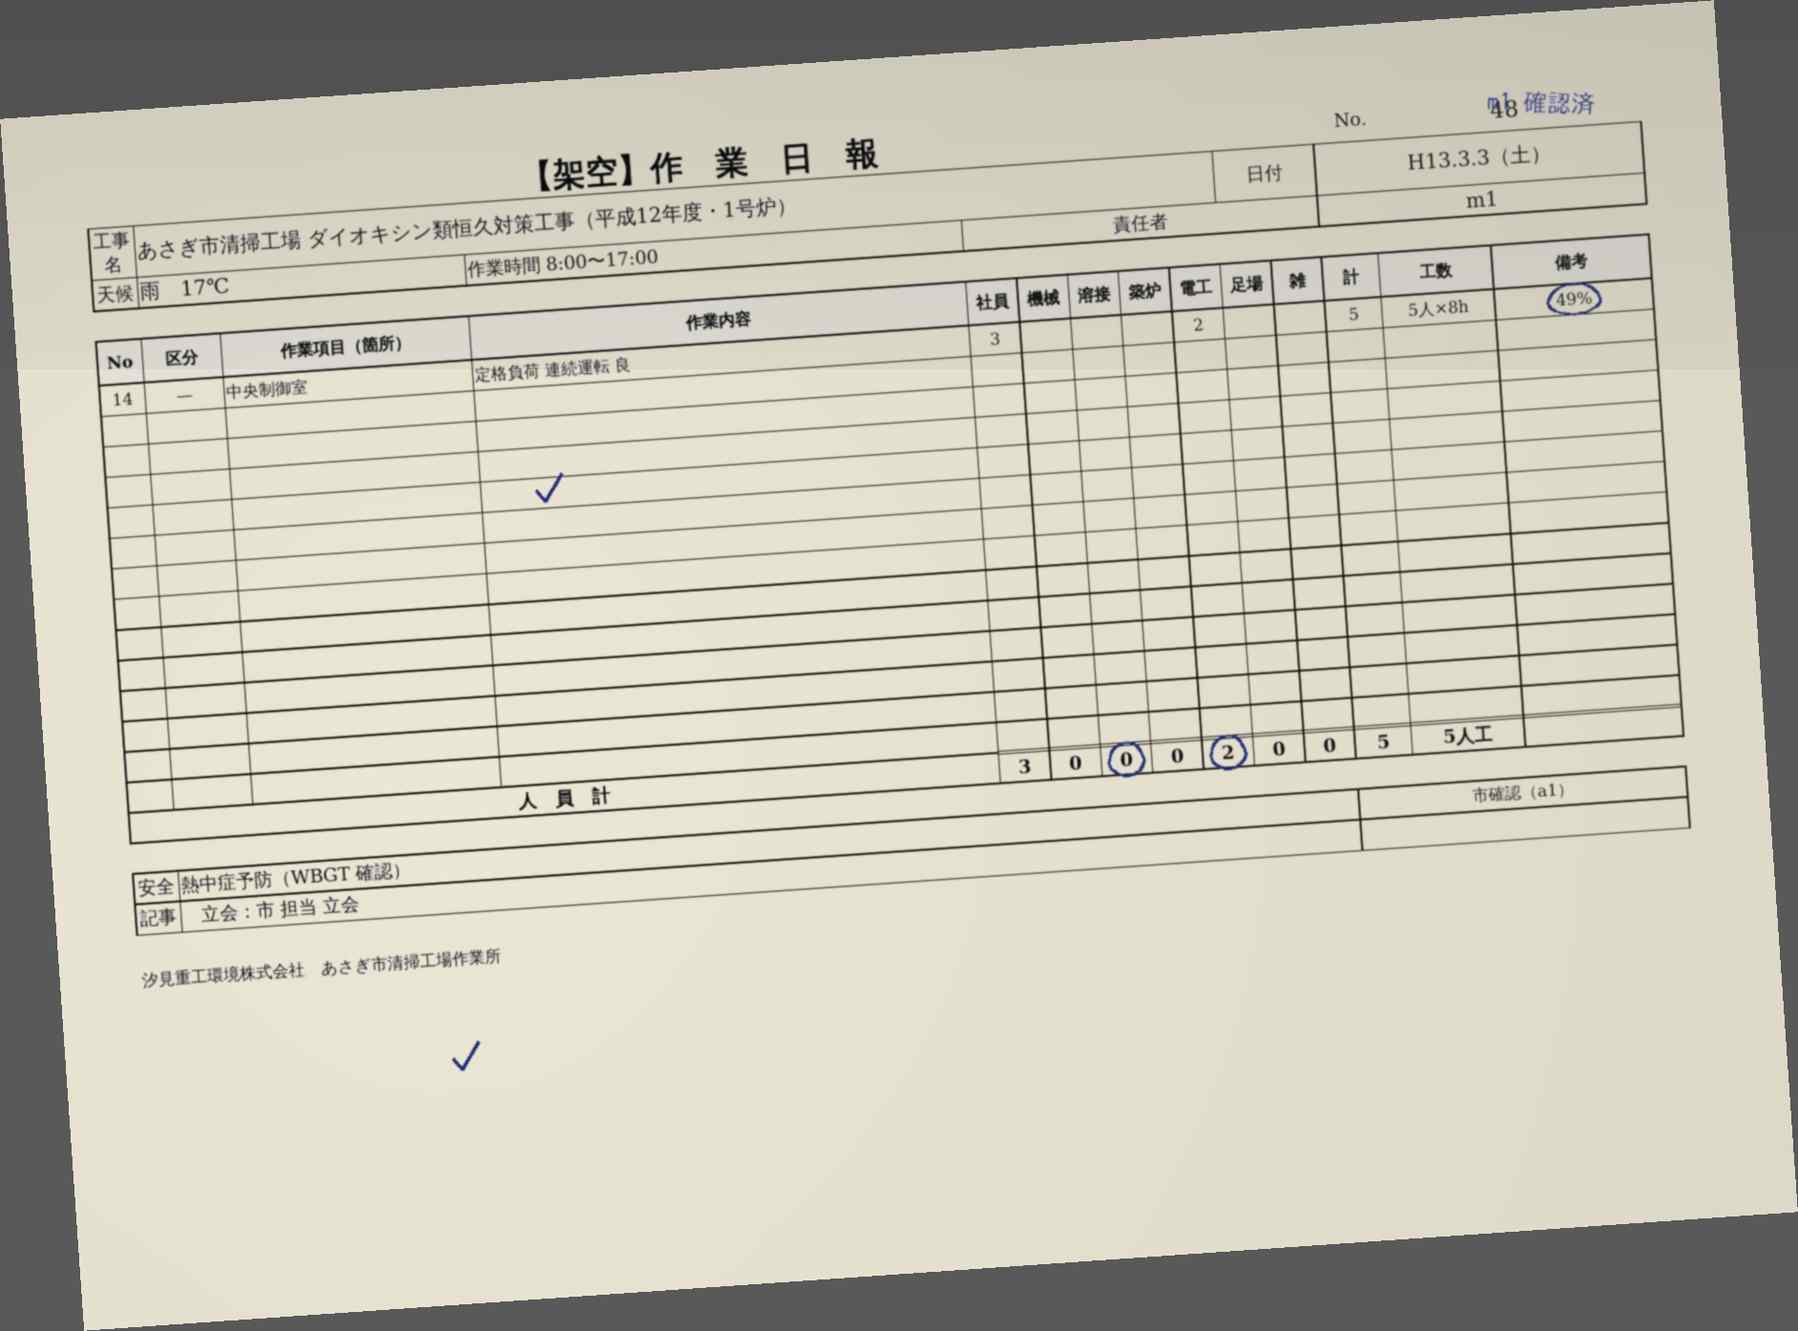 No. 48 m1 確認済
【架空】作 業 日 報
工事名 あさぎ市清掃工場 ダイオキシン類恒久対策工事（平成12年度・1号炉） 日付 H13.3.3（土）
天候 雨 17℃ 作業時間 8:00〜17:00 責任者 m1
No 区分 作業項目（箇所） 作業内容 社員 機械 溶接 築炉 電工 足場 雑 計 工数 備考
14 — 中央制御室 定格負荷 連続運転 良 3 2 5 5人×8h 49%
人 員 計 3 0 0 0 2 0 0 5 5人工
市確認（a1）
安全 熱中症予防（WBGT 確認）
記事 立会：市 担当 立会
汐見重工環境株式会社 あさぎ市清掃工場作業所